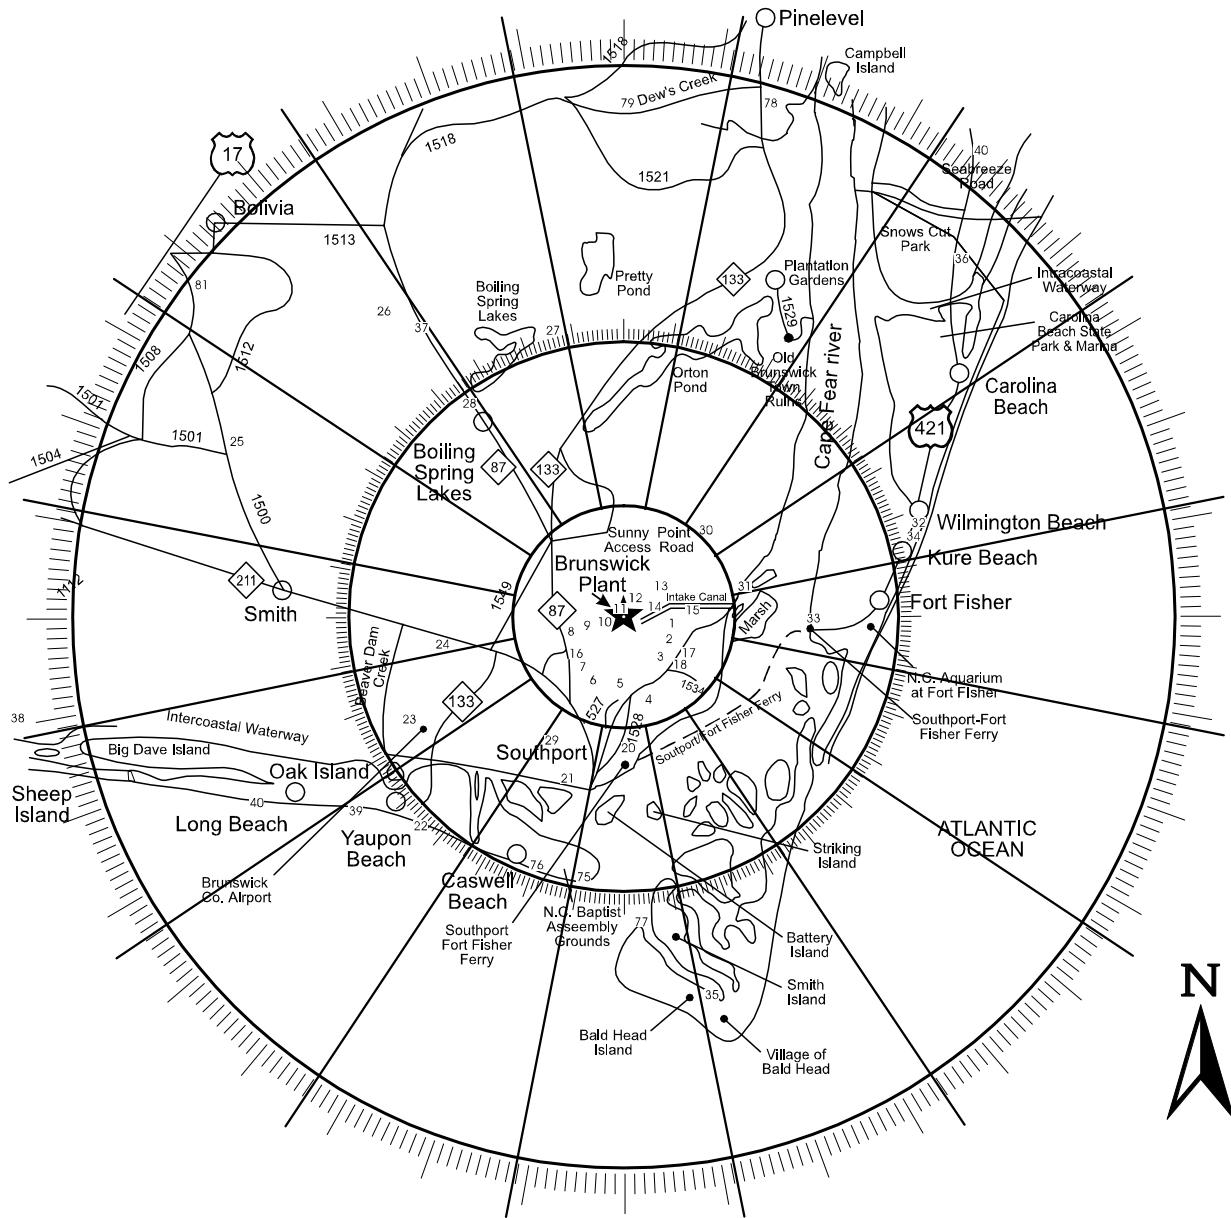 Pinelevel
1518
Campbell
Island
79 Dew's Creek
78
17
1518
40
Seabreeze
Road
1521
Bolivia
1513
Snows Cut
Park
36
Plantation
Gardens
133
Pretty
Pond
Intracoastal
Waterway
81
Boiling
Spring
Lakes
26
37
27
1529
Carolina
Beach State
Park & Marina
1508
1512
Old
Brunswick
Town
Ruins
Orton
Pond
Cape Fear river
Carolina
Beach
1501
28
421
1501
25
1504
Boiling
Spring
Lakes
87
133
1500
32
Wilmington Beach
34
Kure Beach
30
Sunny Point
Access Road
Brunswick
Plant
211
1112
Smith
1549
87
13
31
12
Intake Canal
11
14
15
10
9
8
1
Marsh
33
Fort Fisher
2
24
16
7
3
17
18
6
5
4
1534
Beaver Dam
Creek
N.C. Aquarium
at Fort Fisher
Southport-Fort
Fisher Ferry
133
1527
1528
38
Intercoastal Waterway
23
29
Southport
20
Southport/Fort Fisher Ferry
Big Dave Island
Oak Island
21
Sheep
Island
40
39
Long Beach
22
Yaupon
Beach
ATLANTIC
OCEAN
Striking
Island
76
75
Caswell
Beach
Brunswick
Co. Airport
N.C. Baptist
Asseembly
Grounds
Southport
Fort Fisher
Ferry
77
Battery
Island
35
Smith
Island
Bald Head
Island
Village of
Bald Head
N